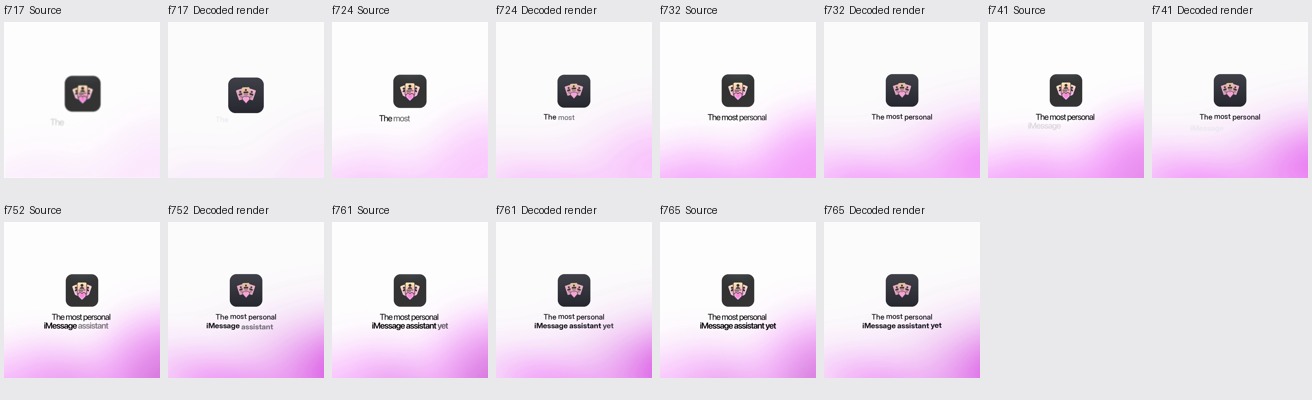 f717 Source
f717 Decoded render
f724 Source
f724 Decoded render
f732 Source
f732 Decoded render
f741 Source
f741 Decoded render
The
The
The most
The most
The most personal
The most personal
The most personal
iMessage
The most personal
iMessage
f752 Source
f752 Decoded render
f761 Source
f761 Decoded render
f765 Source
f765 Decoded render
The most personal
iMessage assistant
The most personal
iMessage assistant
The most personal
iMessage assistant yet
The most personal
iMessage assistant yet
The most personal
iMessage assistant yet
The most personal
iMessage assistant yet